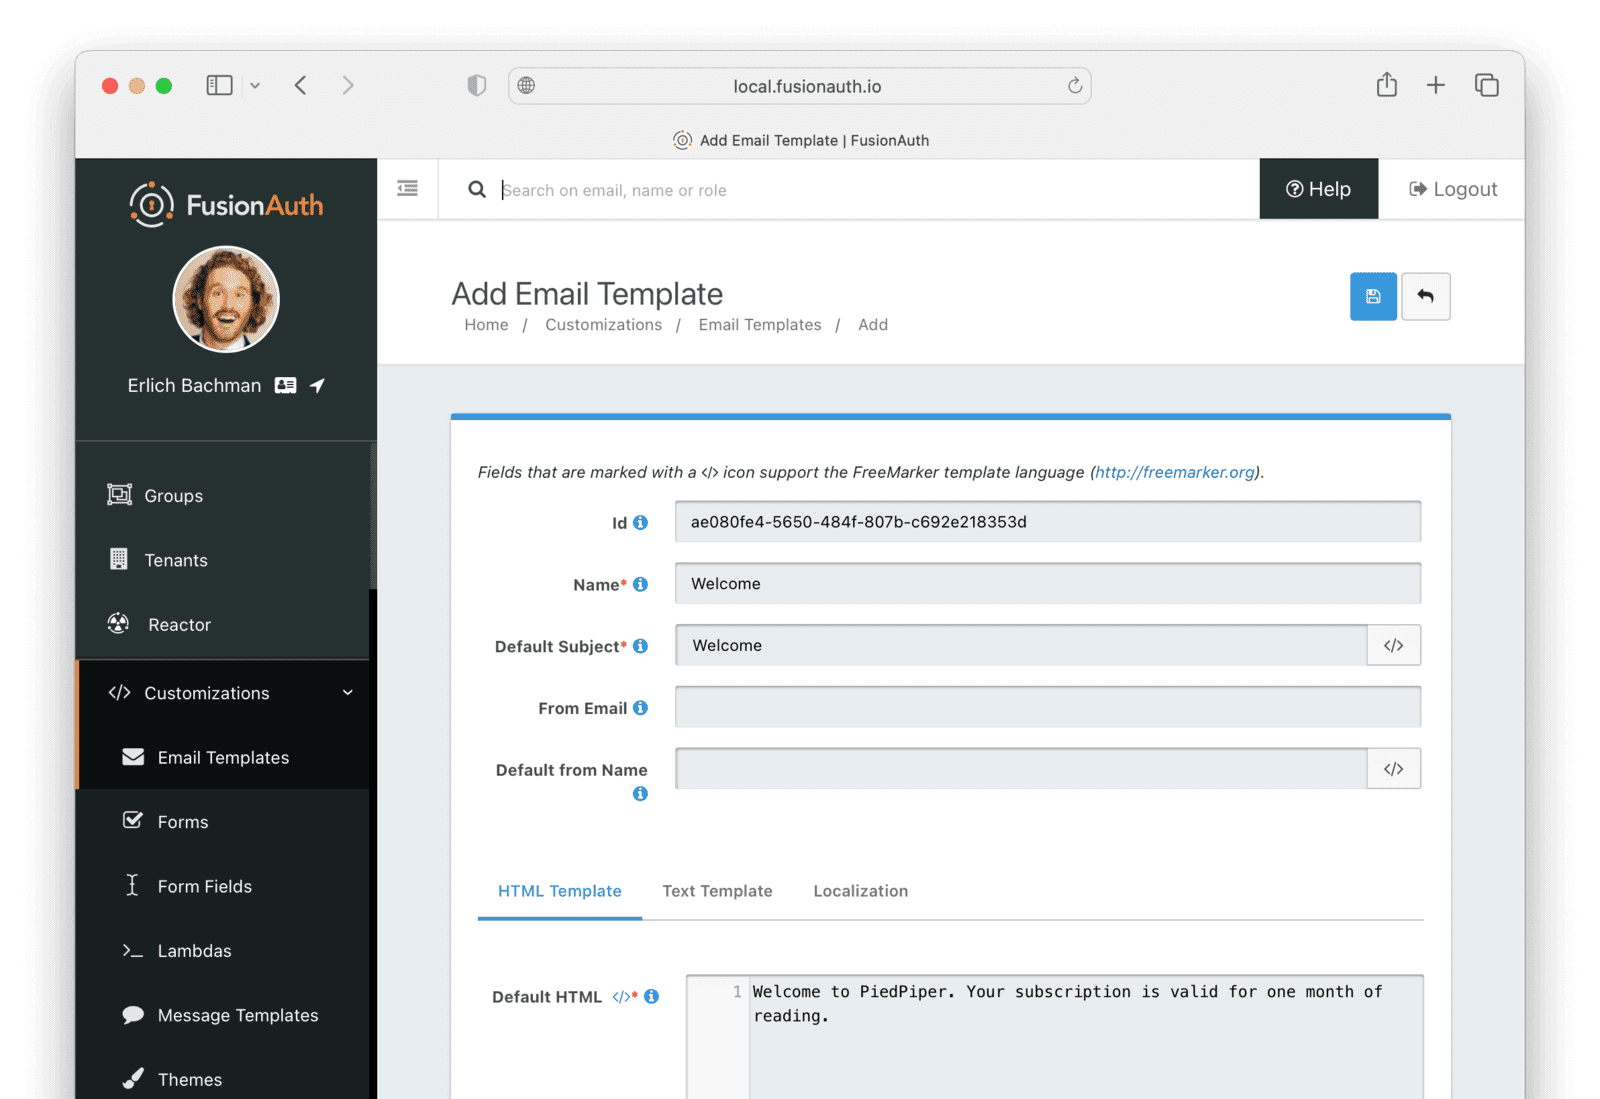 local.fusionauth.io
Add Email Template | FusionAuth
FusionAuth
Search on email, name or role
Help
Logout
Erlich Bachman
Add Email Template
Home / Customizations / Email Templates / Add
Groups
Tenants
Reactor
Customizations
Email Templates
Forms
Form Fields
Lambdas
Message Templates
Themes
Fields that are marked with a </> icon support the FreeMarker template language (http://freemarker.org).
Id ae080fe4-5650-484f-807b-c692e218353d
Name* Welcome
Default Subject* Welcome </>
From Email
Default from Name </>
HTML Template Text Template Localization
Default HTML </>*
1 Welcome to PiedPiper. Your subscription is valid for one month of
reading.